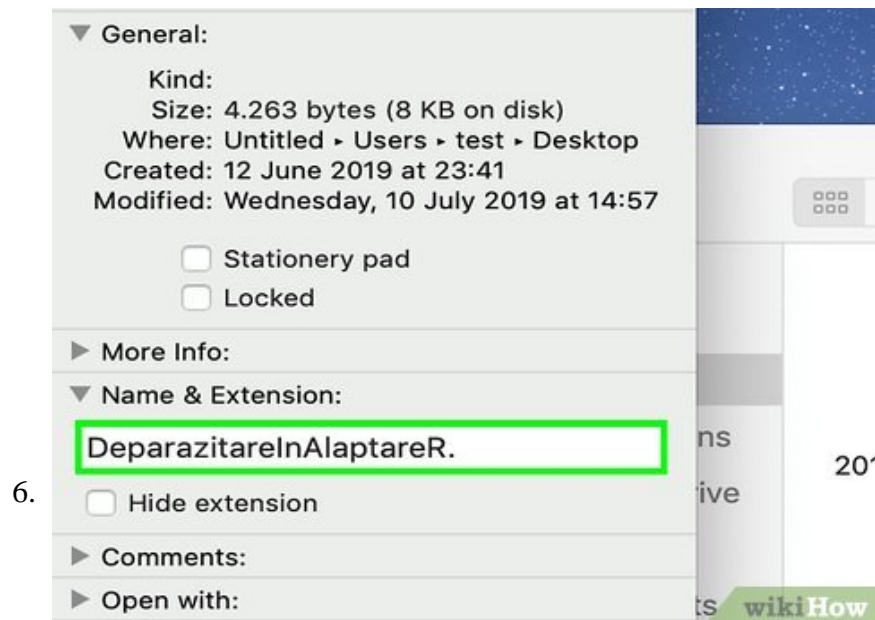 General:
Kind:
Size: 4.263 bytes (8 KB on disk)
Where: Untitled ▸ Users ▸ test ▸ Desktop
Created: 12 June 2019 at 23:41
Modified: Wednesday, 10 July 2019 at 14:57
Stationery pad
Locked
More Info:
Name & Extension:
DeparazitareInAlaptareR.
6.
Hide extension
Comments:
Open with:
ns
ive
ts
201
wikiHow